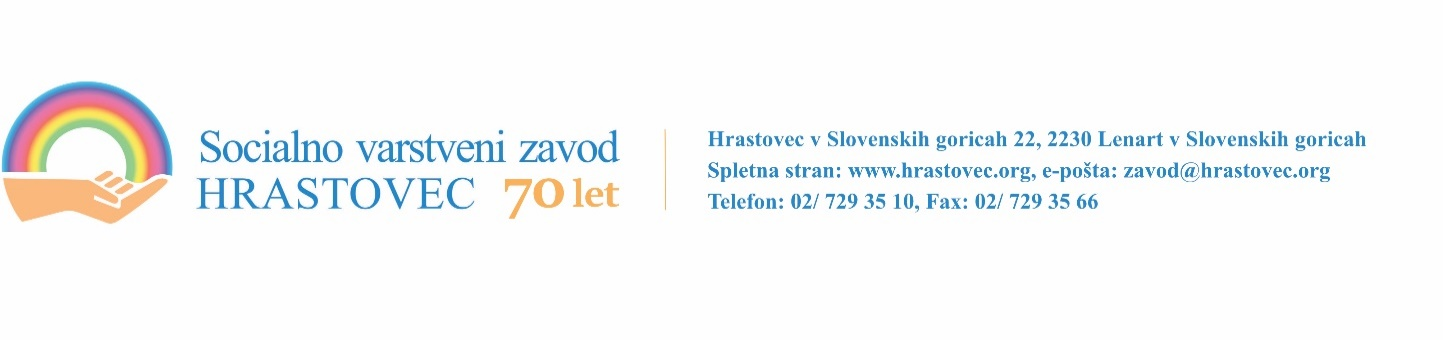 Socialno varstveni zavod
HRASTOVEC 70 let
Hrastovec v Slovenskih goricah 22, 2230 Lenart v Slovenskih goricah
Spletna stran: www.hrastovec.org, e-pošta: zavod@hrastovec.org
Telefon: 02/ 729 35 10, Fax: 02/ 729 35 66